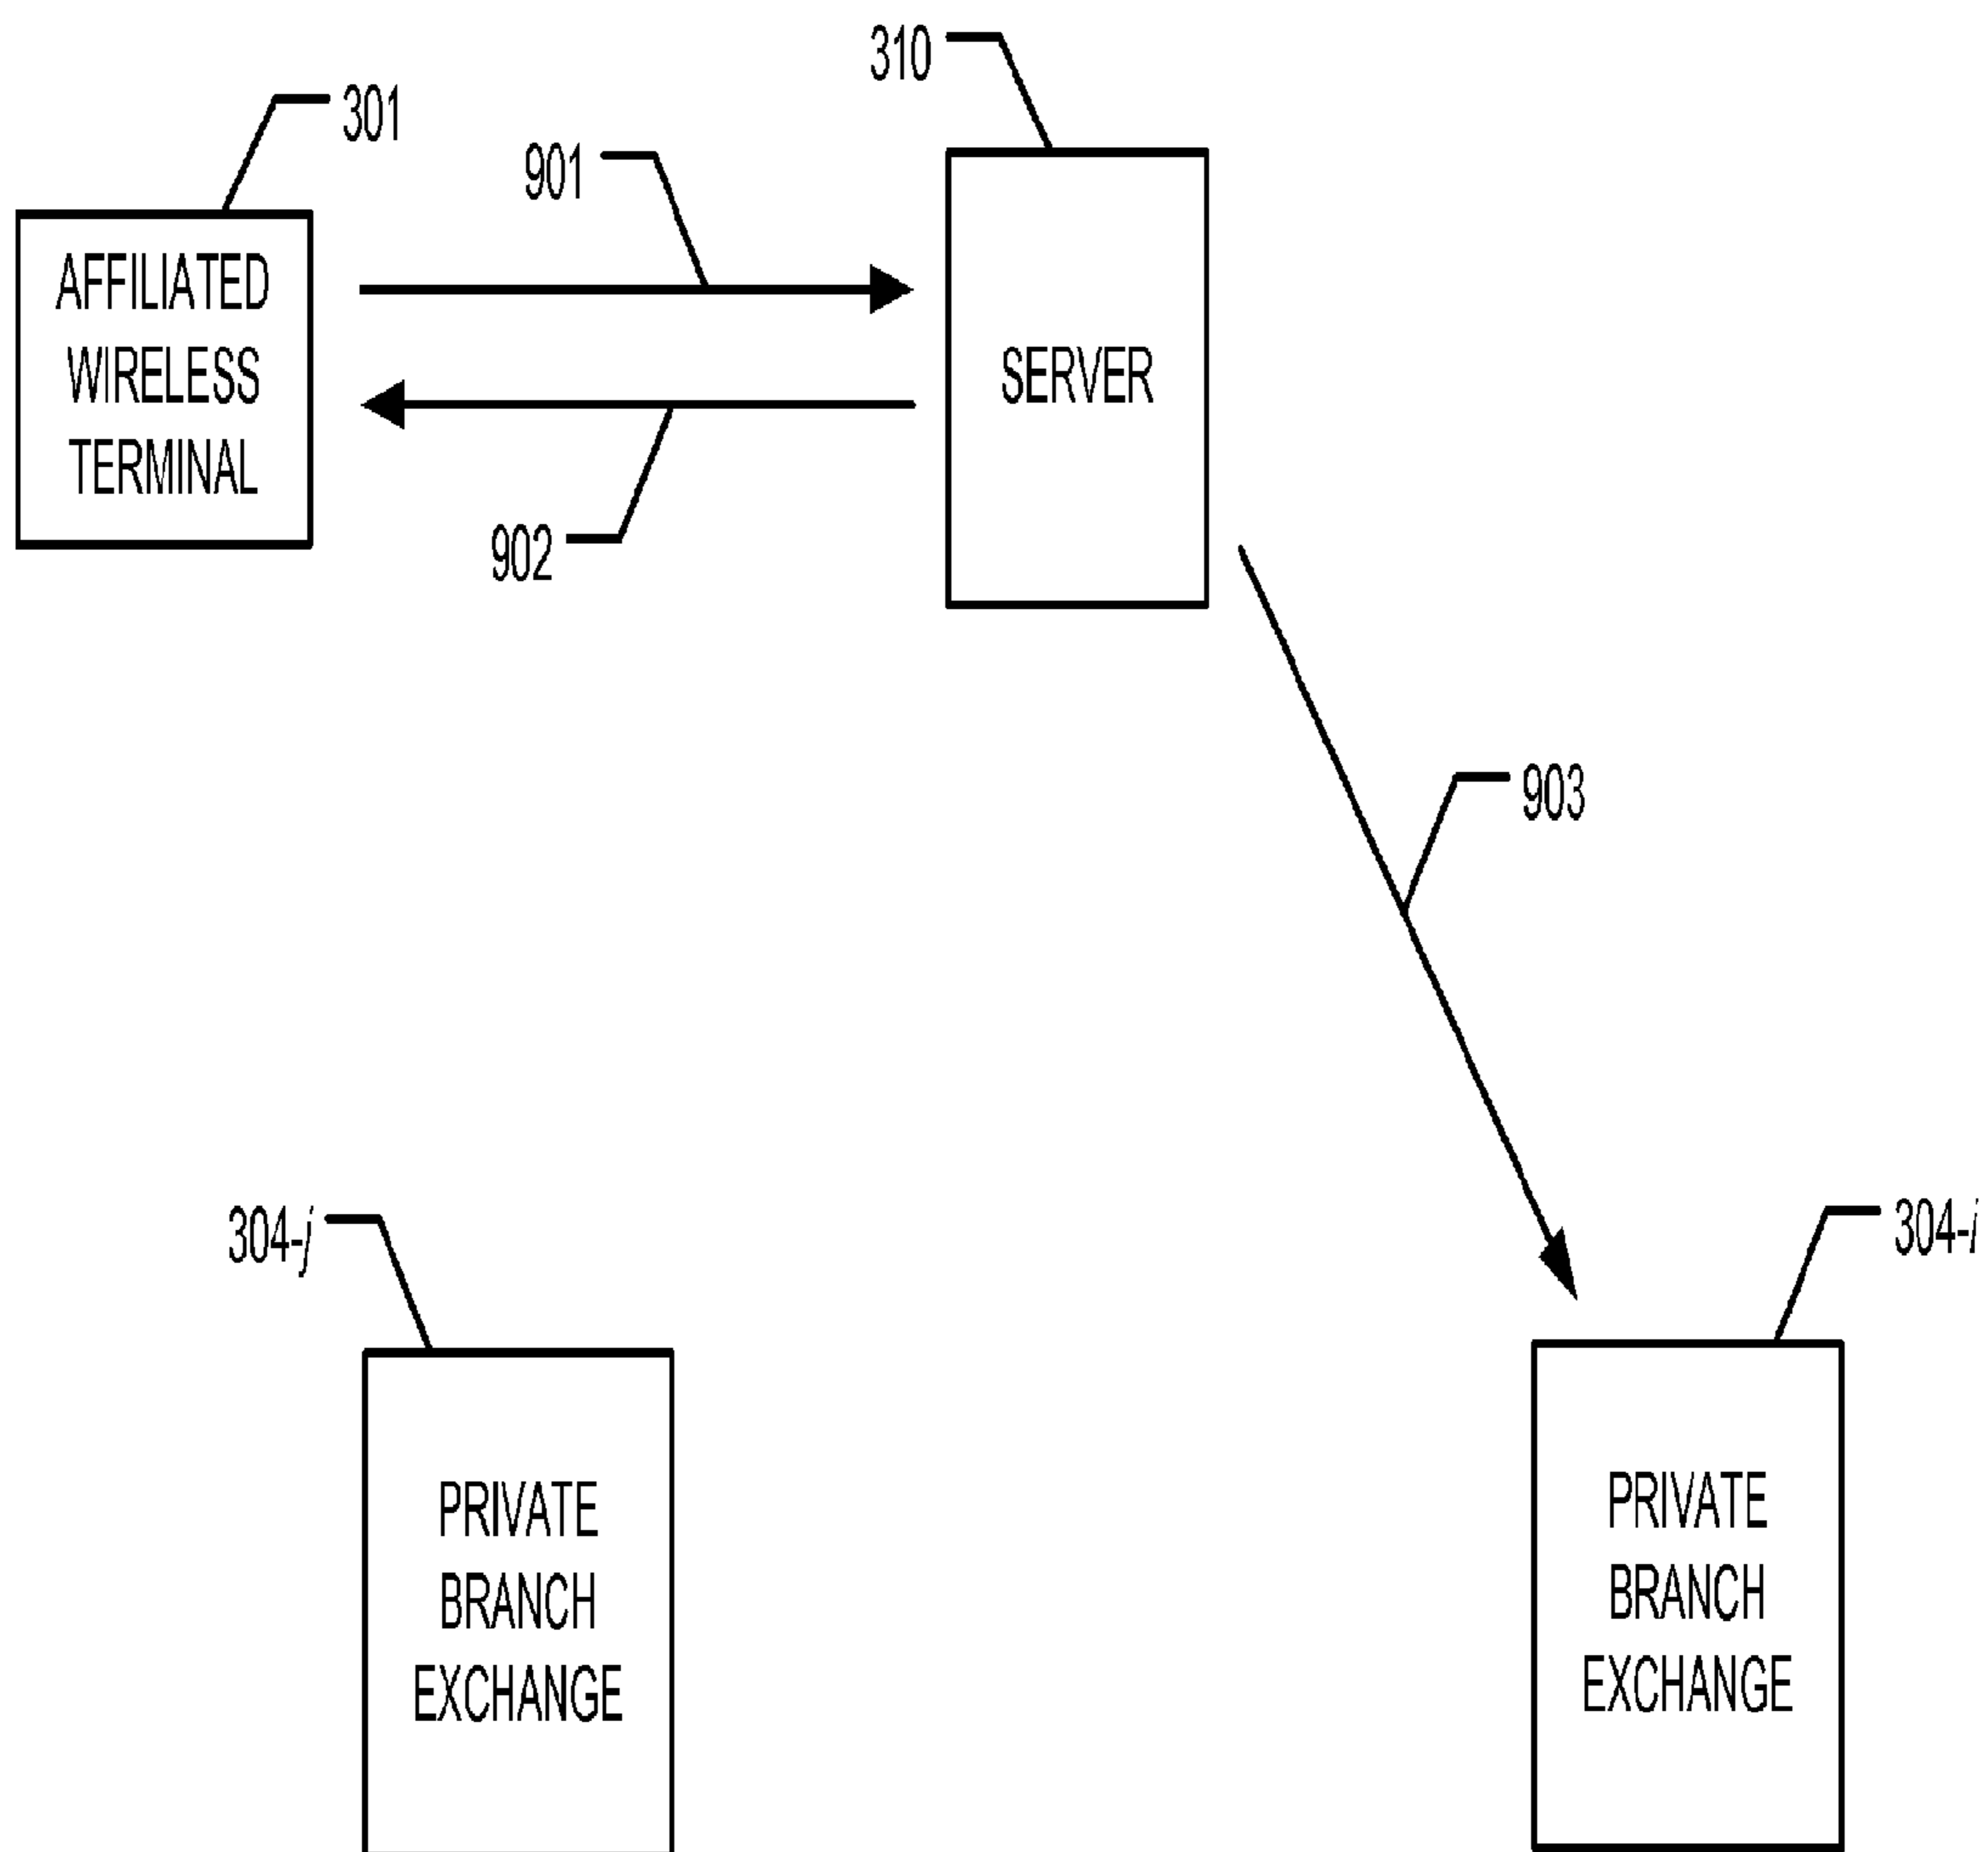 310
301
901
AFFILIATED
WIRELESS
TERMINAL
SERVER
902
903
304-j
304-i
PRIVATE
BRANCH
EXCHANGE
PRIVATE
BRANCH
EXCHANGE